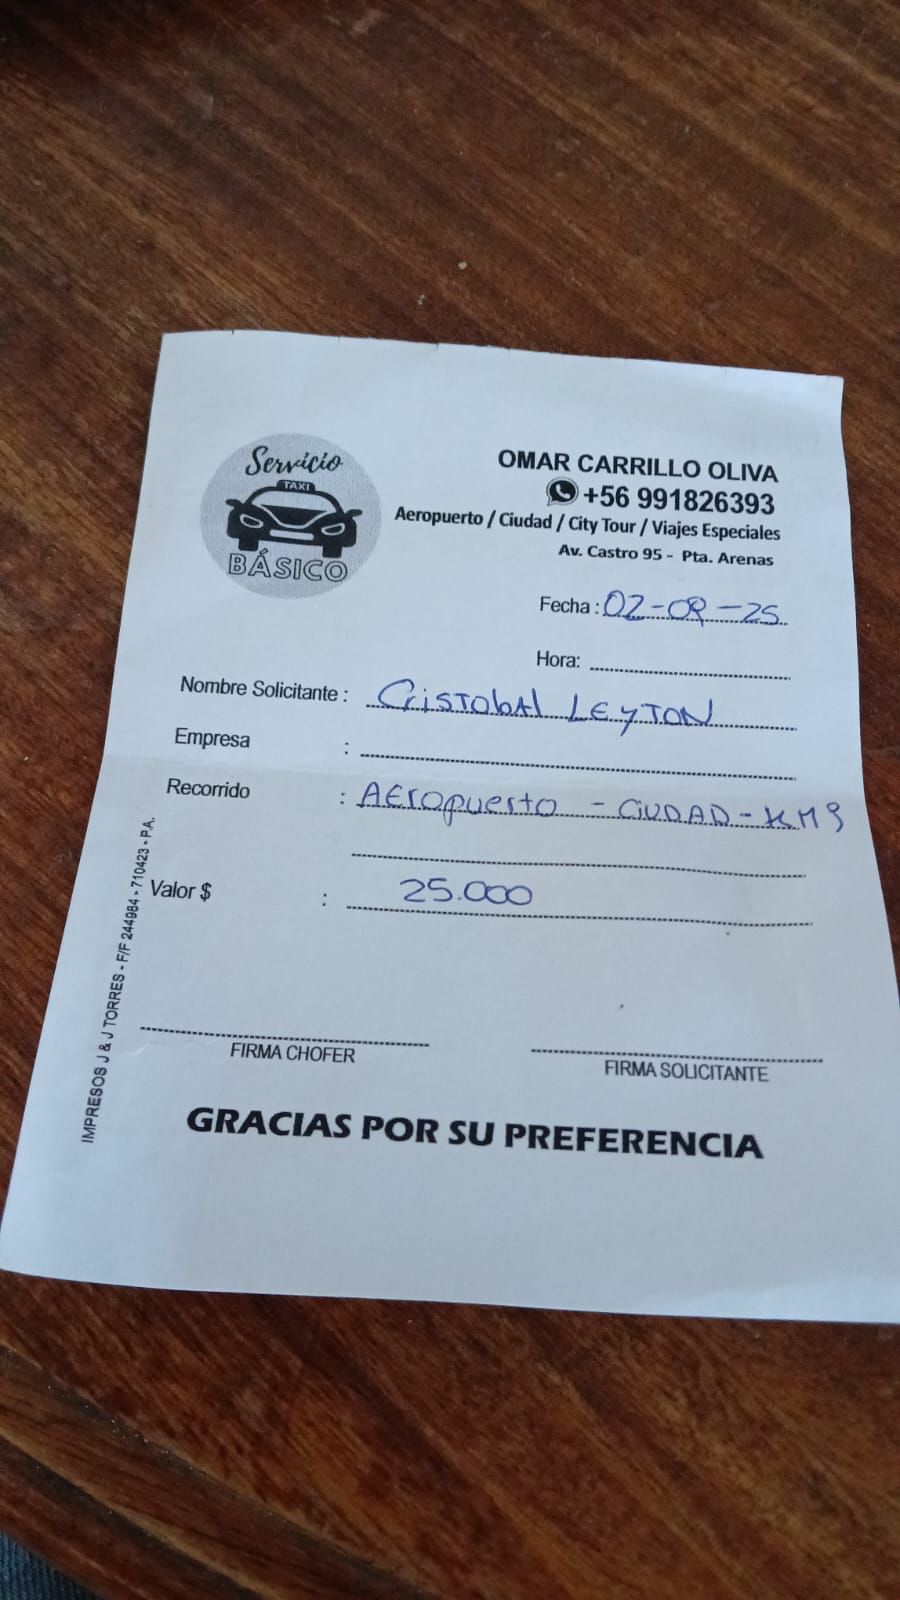 Servicio
TAXI
BÁSICO
OMAR CARRILLO OLIVA
+56 991826393
Aeropuerto / Ciudad / City Tour / Viajes Especiales
Av. Castro 95 - Pta. Arenas
Fecha : 02-08-25
Hora:
Nombre Solicitante : Cristobal Leyton
Empresa :
Recorrido : Aeropuerto - Ciudad - KM 9
Valor $ : 25.000
FIRMA CHOFER
FIRMA SOLICITANTE
GRACIAS POR SU PREFERENCIA
IMPRESOS J & J TORRES - F/F 244984 - 710423 - P.A.